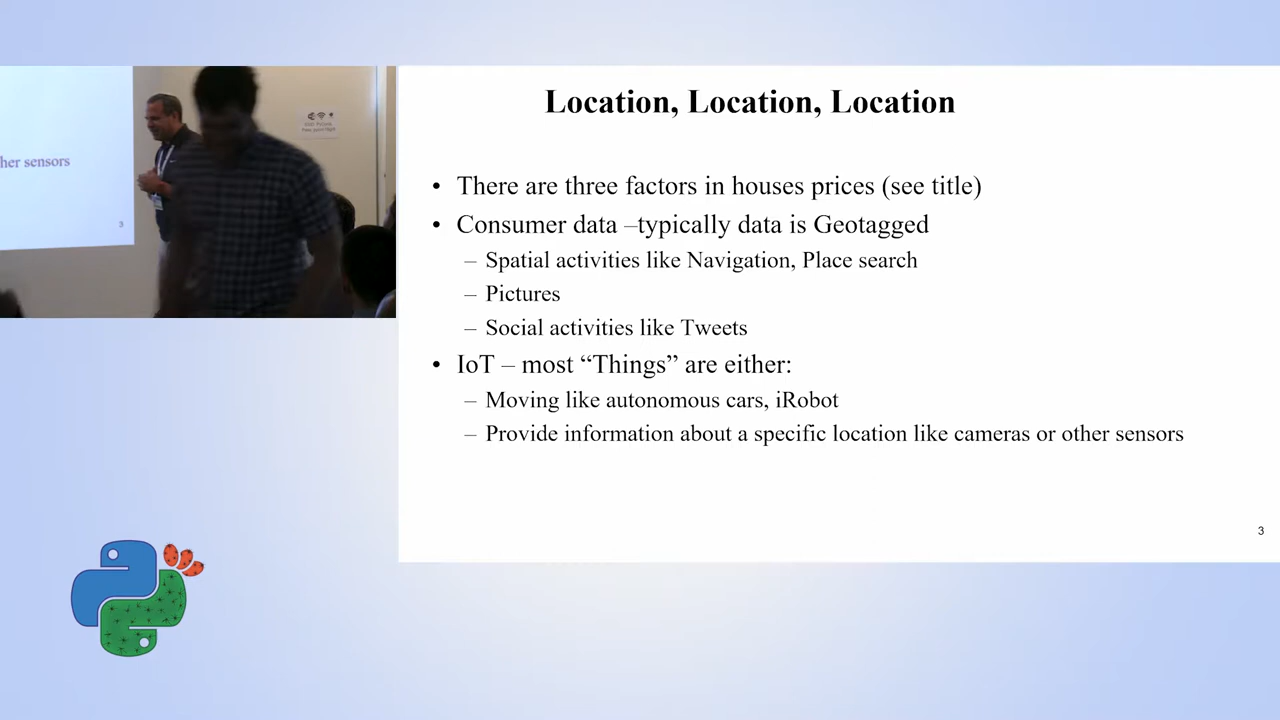 Location, Location, Location
• There are three factors in houses prices (see title)
• Consumer data –typically data is Geotagged
– Spatial activities like Navigation, Place search
– Pictures
– Social activities like Tweets
• IoT – most “Things” are either:
– Moving like autonomous cars, iRobot
– Provide information about a specific location like cameras or other sensors
3
her sensors
3